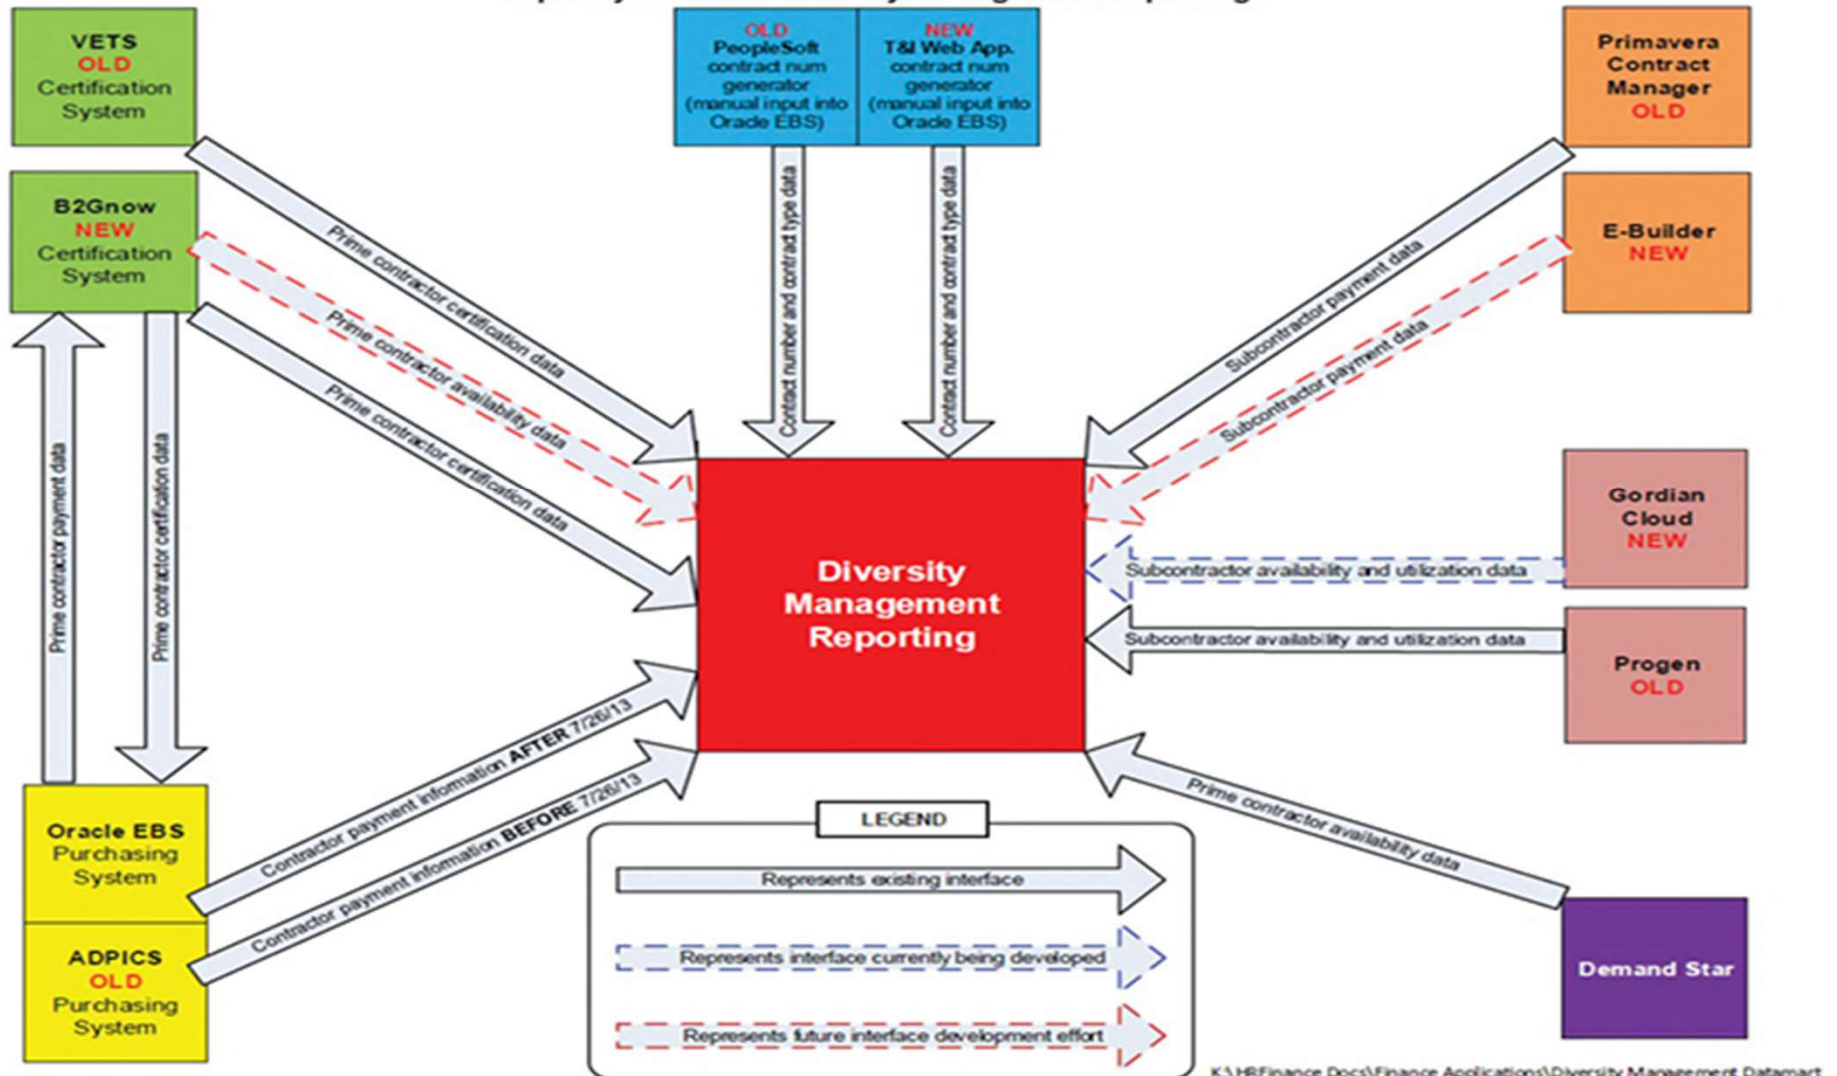 VETS
OLD
Certification
System
B2Gnow
NEW
Certification
System
OLD
PeopleSoft
contract num
generator
(manual input into
Oracle EBS)
NEW
T&I Web App.
contract num
generator
(manual input into
Oracle EBS)
Primavera
Contract
Manager
OLD
E-Builder
NEW
Prime contractor certification data
Prime contractor availability data
Prime contractor certification data
Contract number and contract type data
Contract number and contract type data
Subcontractor payment data
Subcontractor payment data
Prime contractor payment data
Prime contractor certification data
Gordian
Cloud
NEW
Subcontractor availability and utilization data
Diversity
Management
Reporting
Subcontractor availability and utilization data
Progen
OLD
Contractor payment information AFTER 7/26/13
Contractor payment information BEFORE 7/26/13
Prime contractor availability data
Oracle EBS
Purchasing
System
ADPICS
OLD
Purchasing
System
LEGEND
Represents existing interface
Represents interface currently being developed
Represents future interface development effort
Demand Star
K:\HRFinance Docs\Finance Applications\Diversity Management Datamart